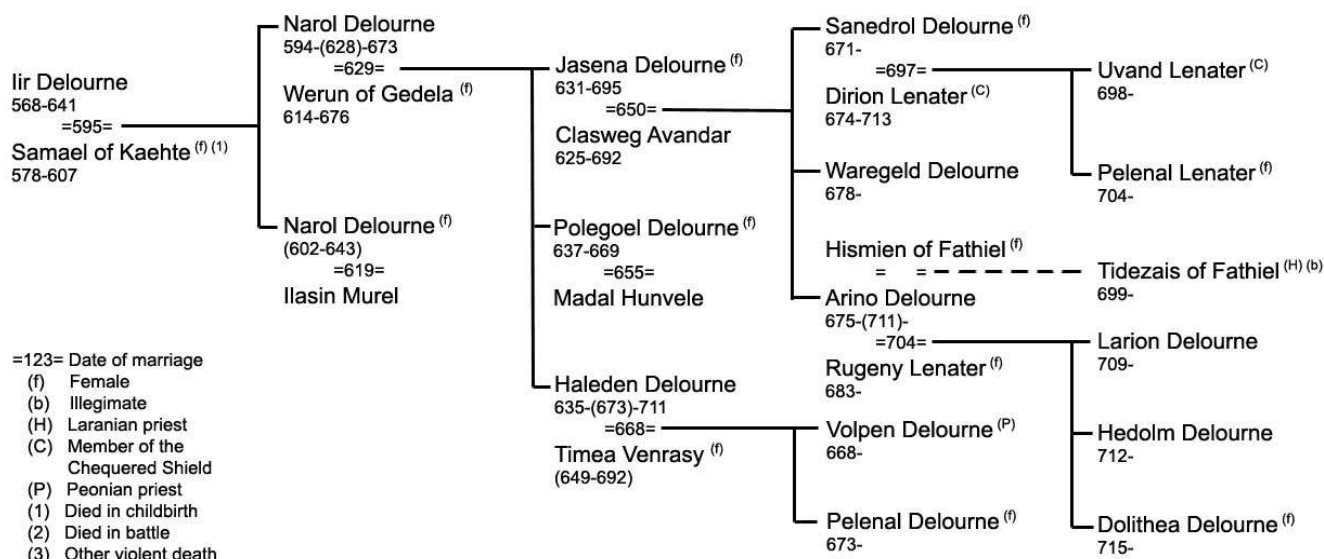 Iir Delourne
568-641
=595=
Samael of Kaehte (f) (1)
578-607
Narol Delourne
594-(628)-673
=629=
Werun of Gedela (f)
614-676
Narol Delourne (f)
(602-643)
=619=
Ilasin Murel
Jasena Delourne (f)
631-695
=650=
Clasweg Avandar
625-692
Polegoel Delourne (f)
637-669
=655=
Madal Hunvele
Haleden Delourne
635-(673)-711
=668=
Timea Venrasy (f)
(649-692)
Sanedrol Delourne (f)
671-
=697=
Dirion Lenater (C)
674-713
Waregeld Delourne
678-
Hismien of Fathiel (f)
= =
Arino Delourne
675-(711)-
=704=
Rugeny Lenater (f)
683-
Volpen Delourne (P)
668-
Pelenal Delourne (f)
673-
Uvand Lenater (C)
698-
Pelenal Lenater (f)
704-
Tidezais of Fathiel (H) (b)
699-
Larion Delourne
709-
Hedolm Delourne
712-
Dolithea Delourne (f)
715-
=123= Date of marriage
(f) Female
(b) Illegimate
(H) Laranian priest
(C) Member of the
Chequered Shield
(P) Peonian priest
(1) Died in childbirth
(2) Died in battle
(3) Other violent death